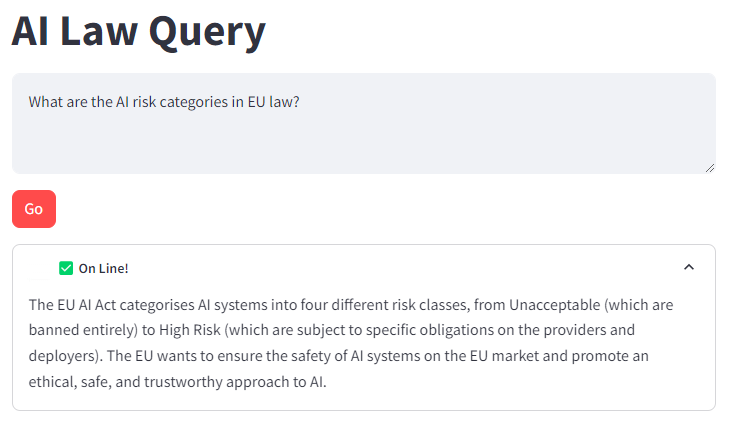 AI Law Query
What are the AI risk categories in EU law?
Go
✅ On Line!
The EU AI Act categorises AI systems into four different risk classes, from Unacceptable (which are
banned entirely) to High Risk (which are subject to specific obligations on the providers and
deployers). The EU wants to ensure the safety of AI systems on the EU market and promote an
ethical, safe, and trustworthy approach to AI.